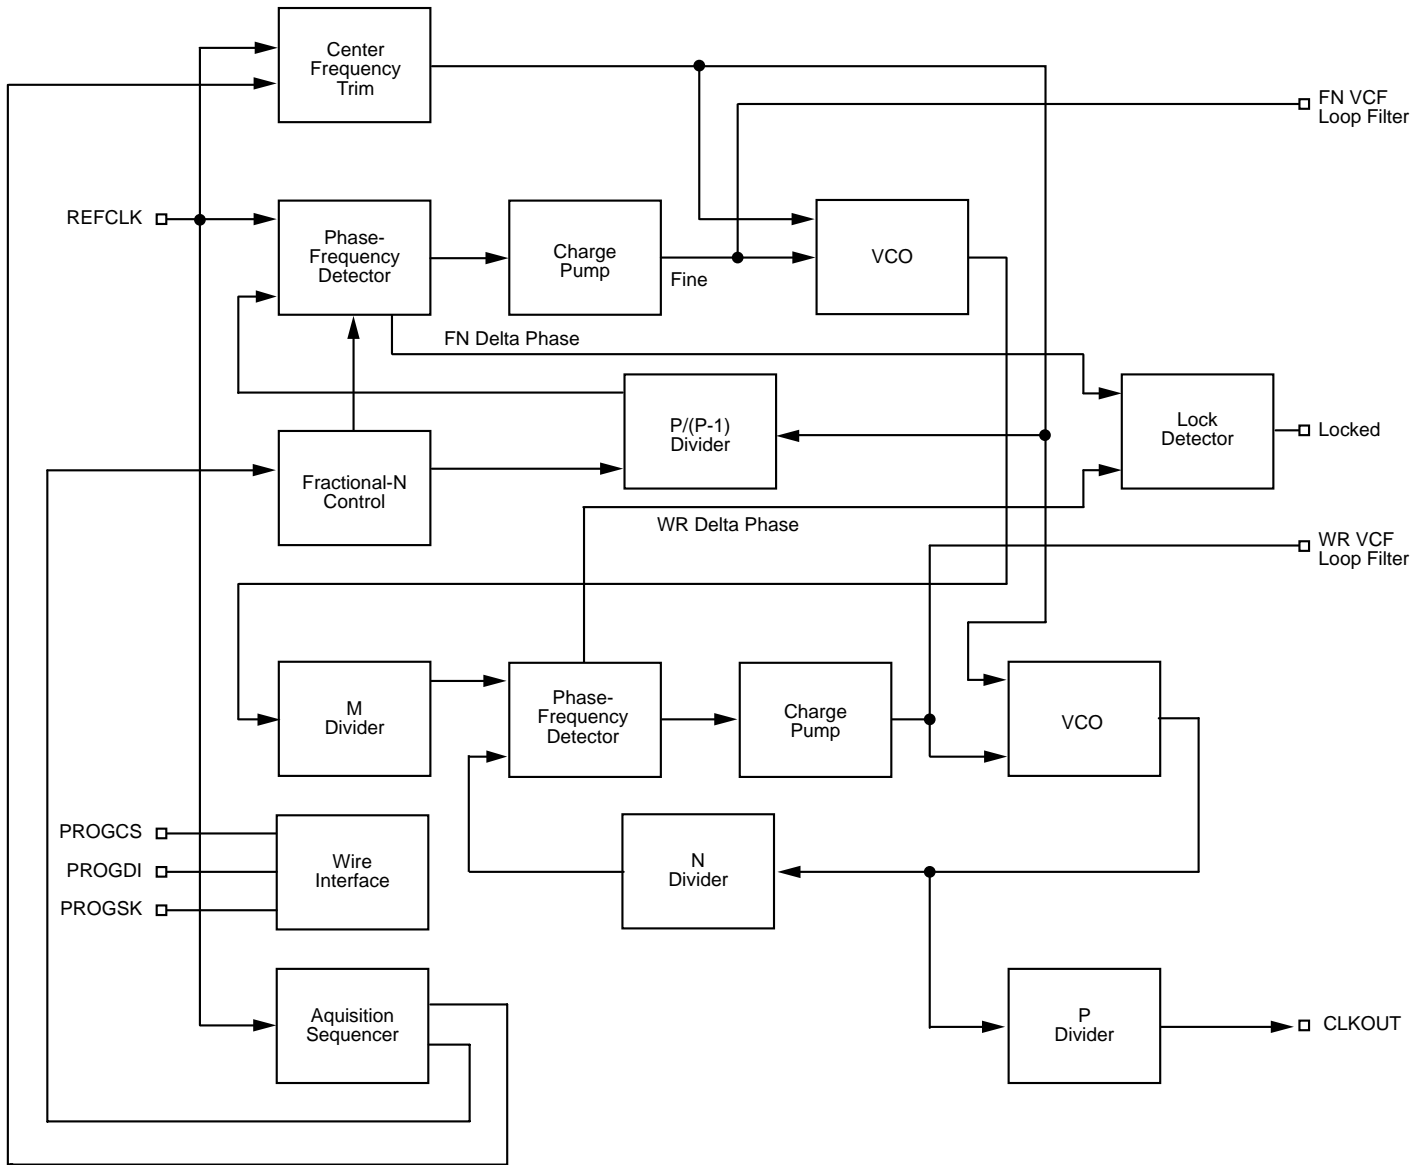 Center
Frequency
Trim
FN VCF
Loop Filter
REFCLK
Phase-
Frequency
Detector
Charge
Pump
Fine
VCO
FN Delta Phase
P/(P-1)
Divider
Lock
Detector
Locked
Fractional-N
Control
WR Delta Phase
WR VCF
Loop Filter
M
Divider
Phase-
Frequency
Detector
Charge
Pump
VCO
PROGCS
PROGDI
PROGSK
Wire
Interface
N
Divider
Aquisition
Sequencer
P
Divider
CLKOUT